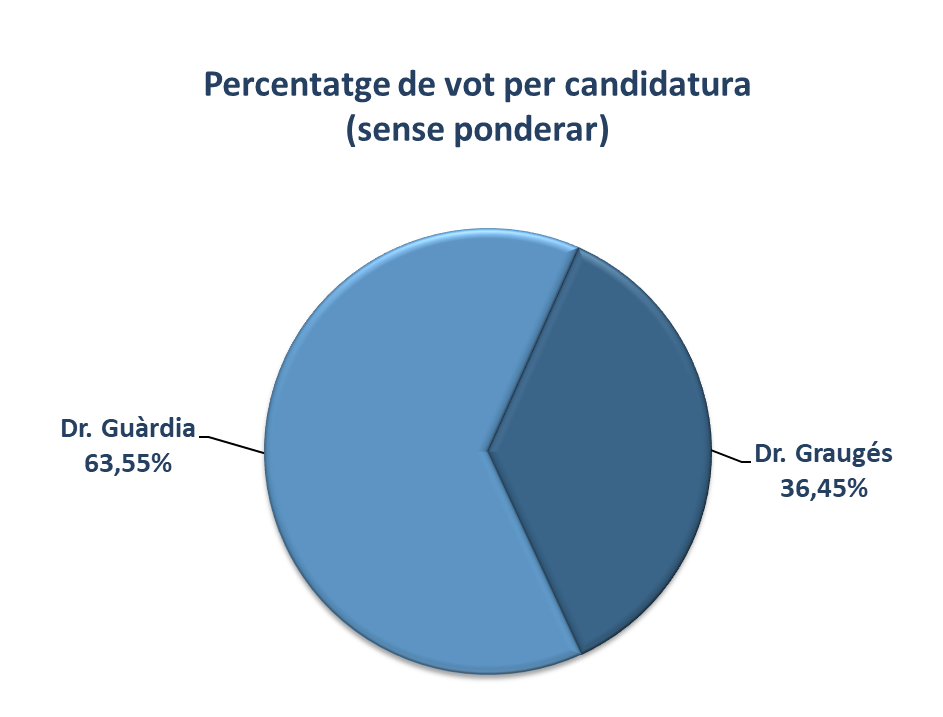 Percentatge de vot per candidatura
(sense ponderar)
Dr. Guàrdia
63,55%
Dr. Graugés
36,45%